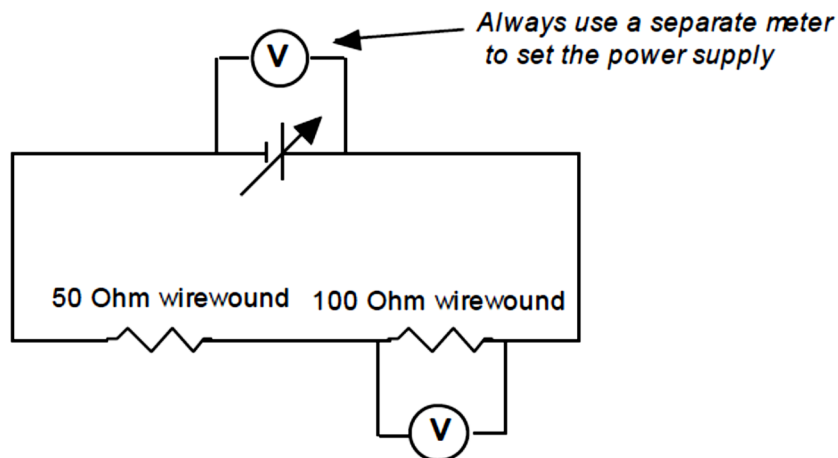 Always use a separate meter
to set the power supply
V
50 Ohm wirewound
100 Ohm wirewound
V